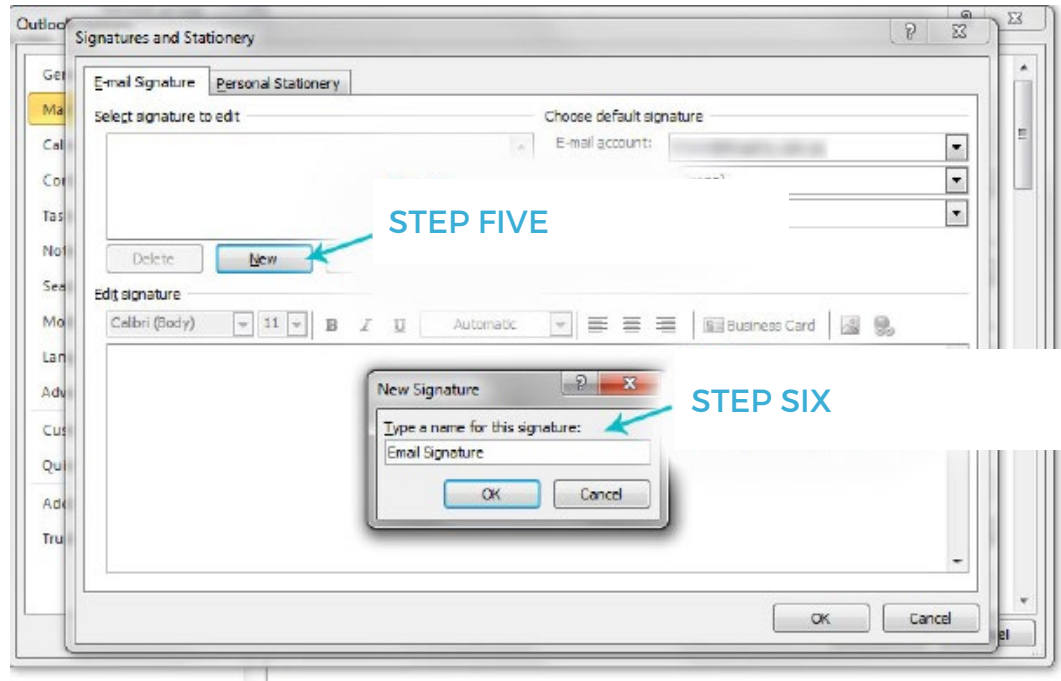 Signatures and Stationery
E-mail Signature Personal Stationery
Select signature to edit
Choose default signature
E-mail account:
STEP FIVE
Delete New
Edit signature
Calibri (Body) 11 B I U Automatic Business Card
New Signature
STEP SIX
Type a name for this signature:
Email Signature
OK Cancel
OK Cancel